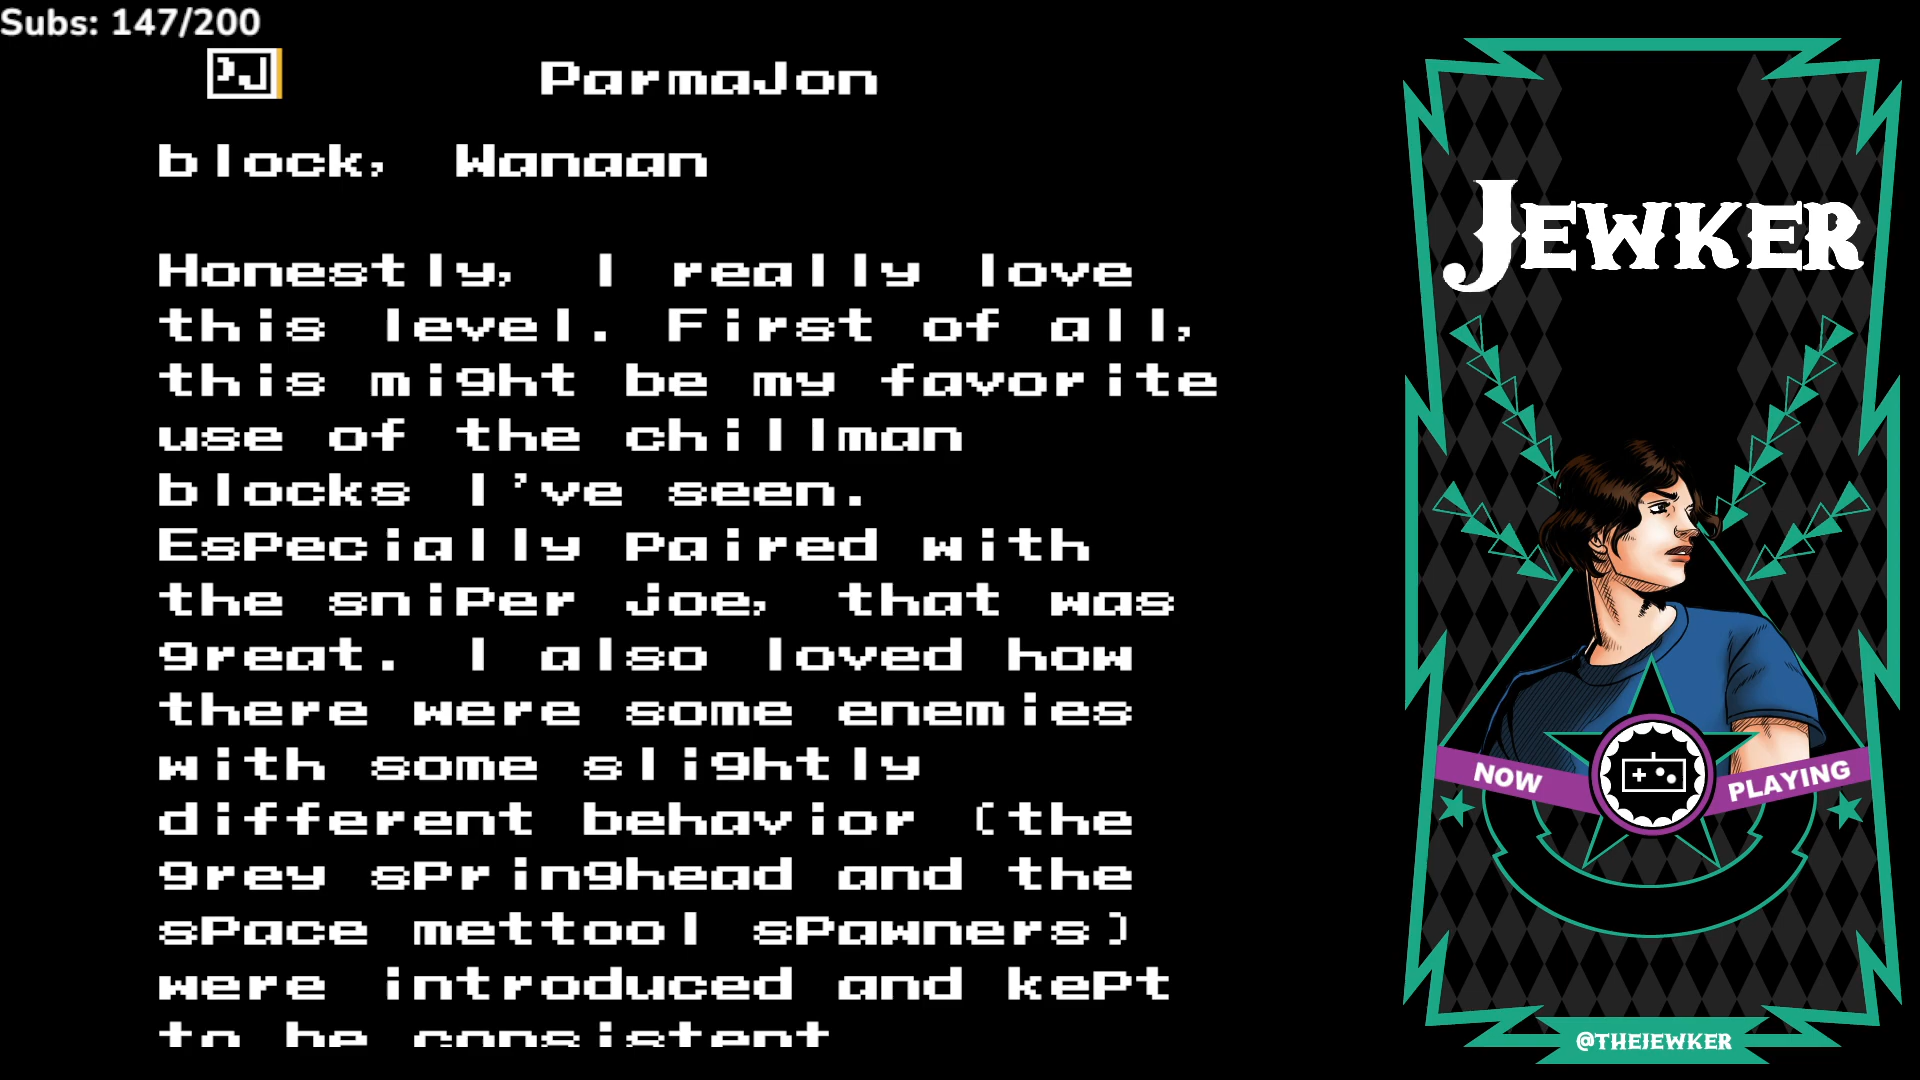 Subs: 147/200
ParmaJon
block, Wanaan
Honestly, I really love
this level. First of all,
this might be my favorite
use of the chillman
blocks I've seen.
Especially paired with
the sniper joe, that was
great. I also loved how
there were some enemies
with some slightly
different behavior (the
grey springhead and the
space mettool spawners)
were introduced and kept
to be consistent
JEWKER
NOW PLAYING
@THEJEWKER